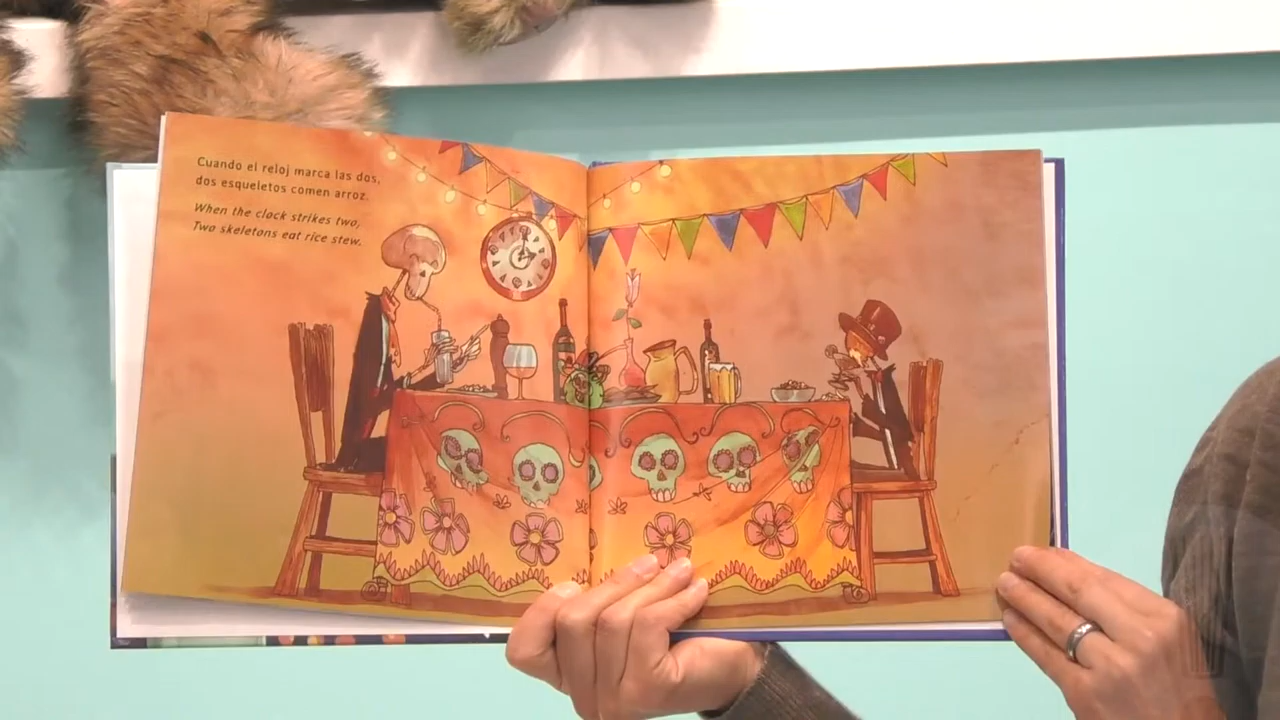 Cuando el reloj marca las dos,
dos esqueletos comen arroz.
When the clock strikes two,
Two skeletons eat rice stew.